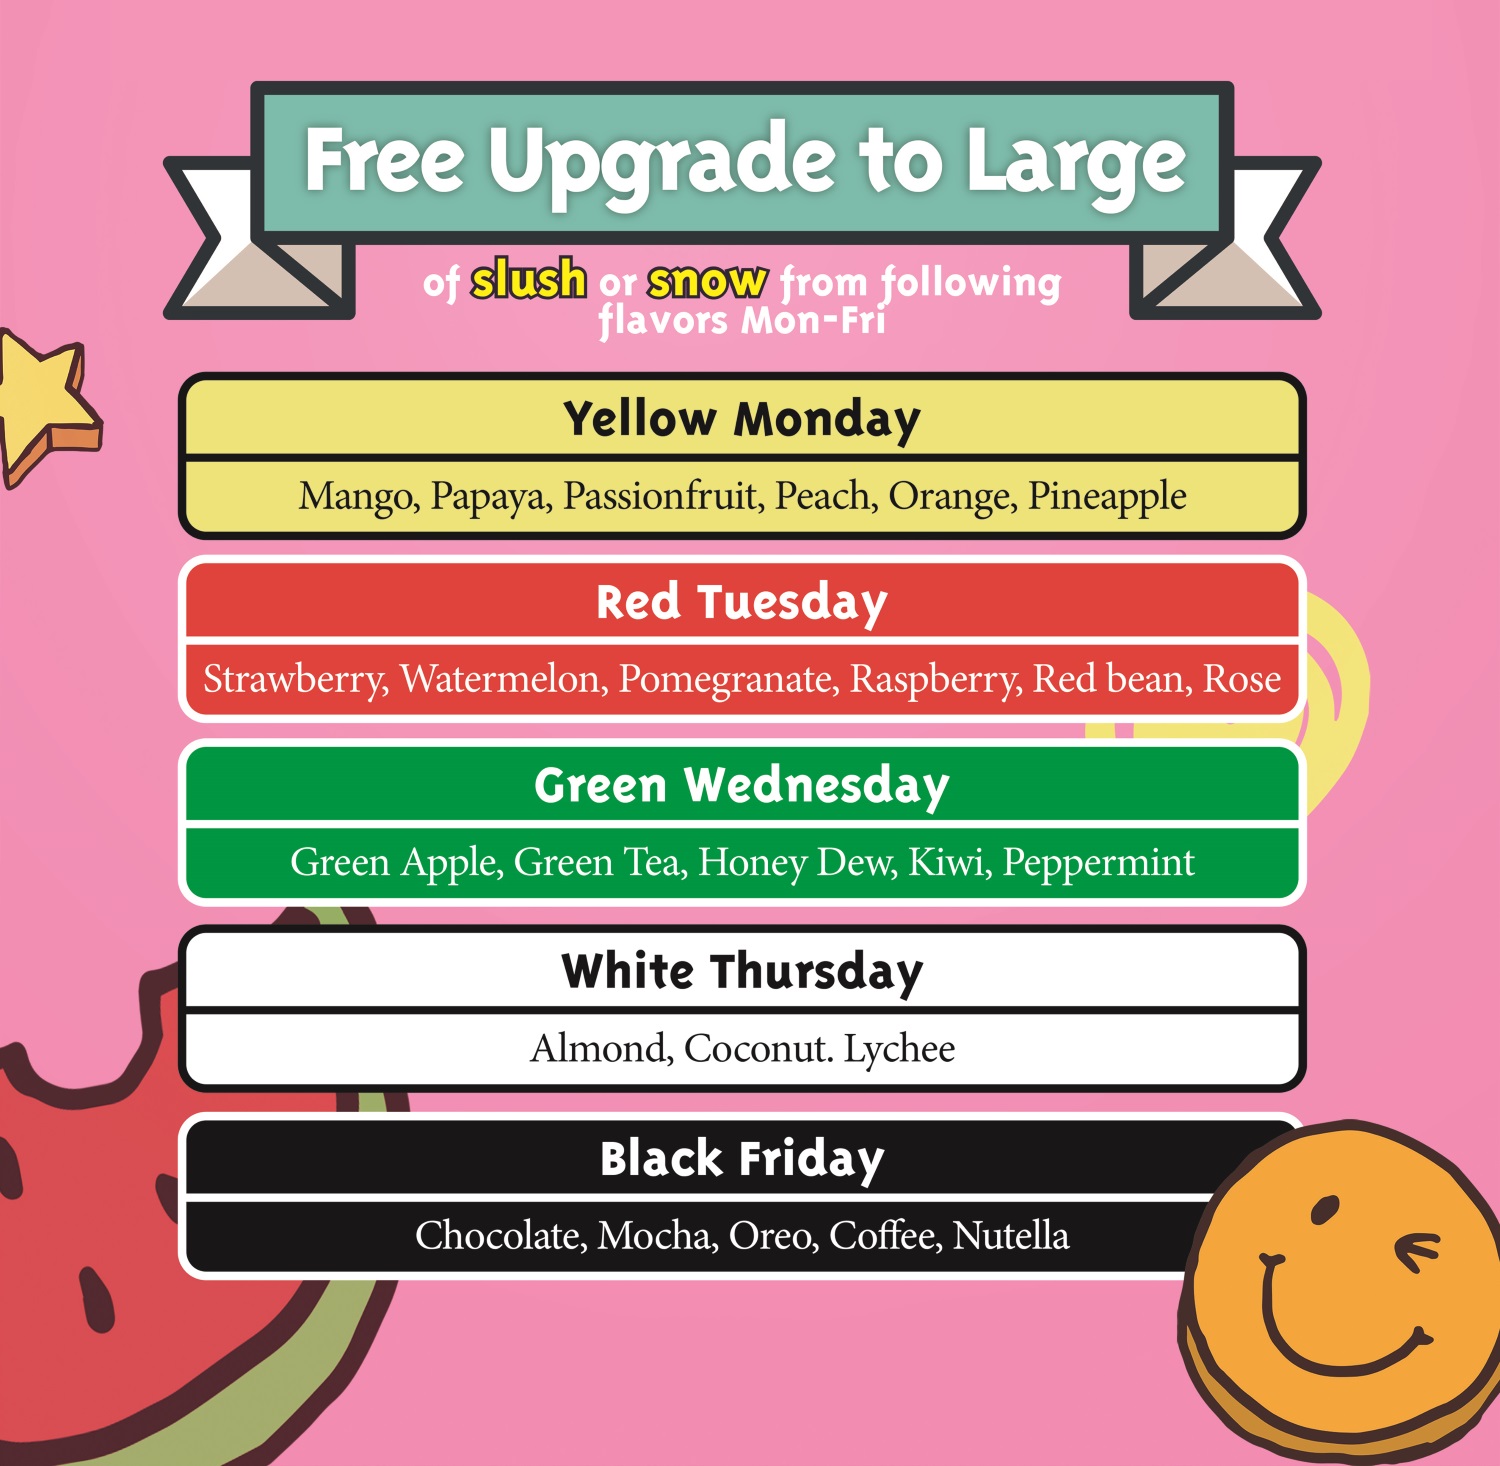 Free Upgrade to Large
of slush or snow from following
flavors Mon-Fri
Yellow Monday
Mango, Papaya, Passionfruit, Peach, Orange, Pineapple
Red Tuesday
Strawberry, Watermelon, Pomegranate, Raspberry, Red bean, Rose
Green Wednesday
Green Apple, Green Tea, Honey Dew, Kiwi, Peppermint
White Thursday
Almond, Coconut. Lychee
Black Friday
Chocolate, Mocha, Oreo, Coffee, Nutella